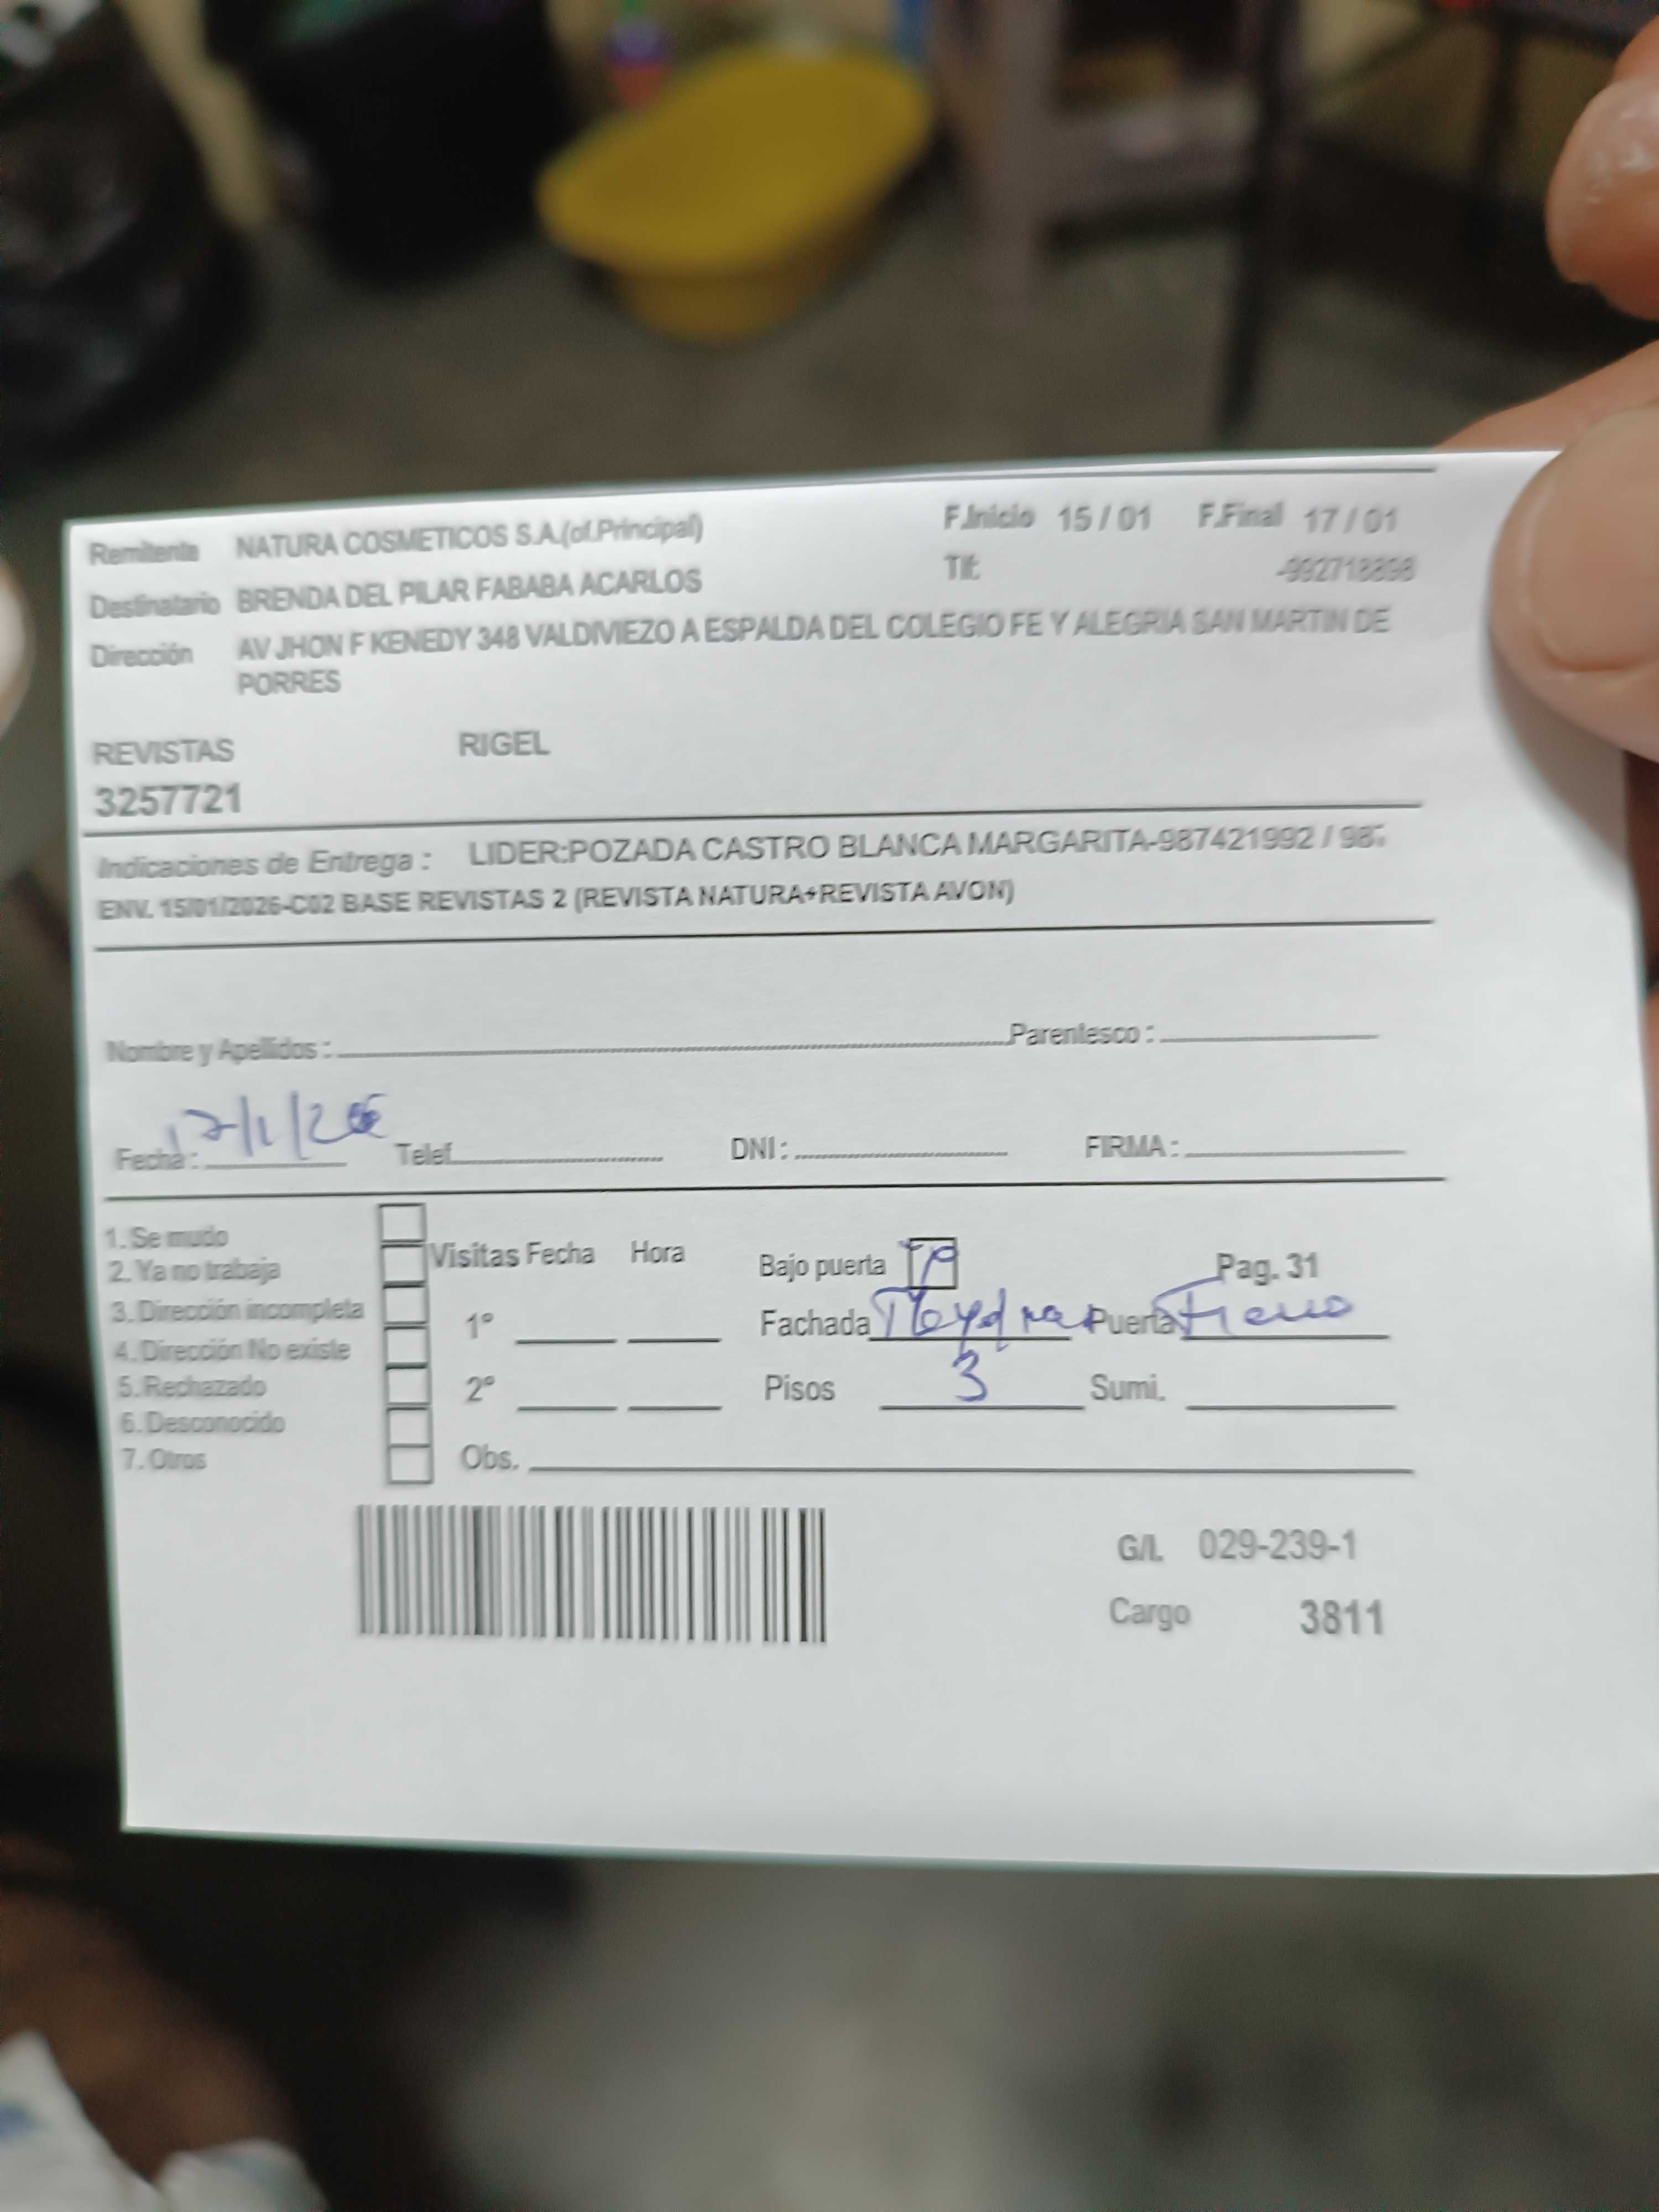 Remitente NATURA COSMETICOS S.A.(of.Principal) F.Inicio 15 / 01 F.Final 17 / 01
Destinatario BRENDA DEL PILAR FABABA ACARLOS Tlf: -992718898
Dirección AV JHON F KENEDY 348 VALDIVIEZO A ESPALDA DEL COLEGIO FE Y ALEGRIA SAN MARTIN DE
PORRES
REVISTAS RIGEL
3257721
Indicaciones de Entrega : LIDER:POZADA CASTRO BLANCA MARGARITA-987421992 / 987
ENV. 15/01/2026-C02 BASE REVISTAS 2 (REVISTA NATURA+REVISTA AVON)
Nombre y Apellidos : Parentesco :
Fecha : 17/1/26 Telef. DNI : FIRMA :
1. Se mudo
2. Ya no trabaja Visitas Fecha Hora Bajo puerta Pag. 31
3. Dirección incompleta 1° Fachada Puerta Fierro
4. Dirección No existe
5. Rechazado 2° Pisos 3 Sumi.
6. Desconocido
7. Otros Obs.
G/I. 029-239-1
Cargo 3811